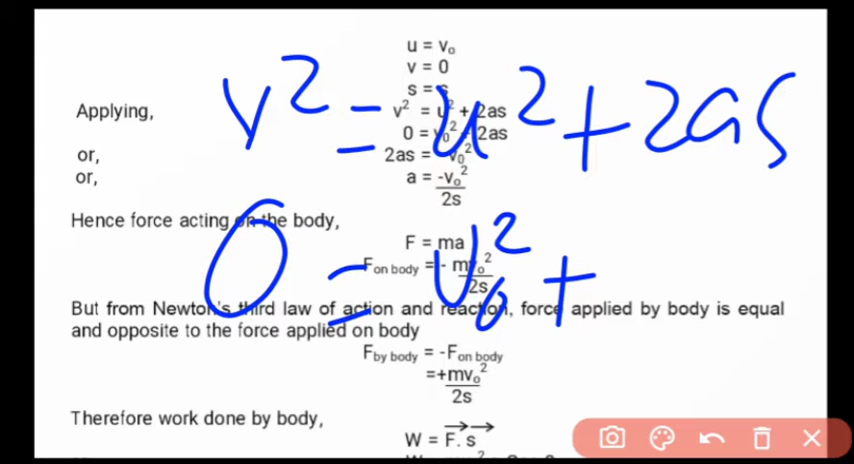 u = v₀
v = 0
s = s
Applying, v² = u² + 2as
v² = u² + 2as
0 = v₀² + 2as
or, 2as = -v₀²
or, a = -v₀²
2s
Hence force acting on the body,
F = ma
0 = v₀² +
F on body = - mv₀²
2s
But from Newton's third law of action and reaction, force applied by body is equal
and opposite to the force applied on body
F by body = -F on body
=+mv₀²
2s
Therefore work done by body,
W = F. s